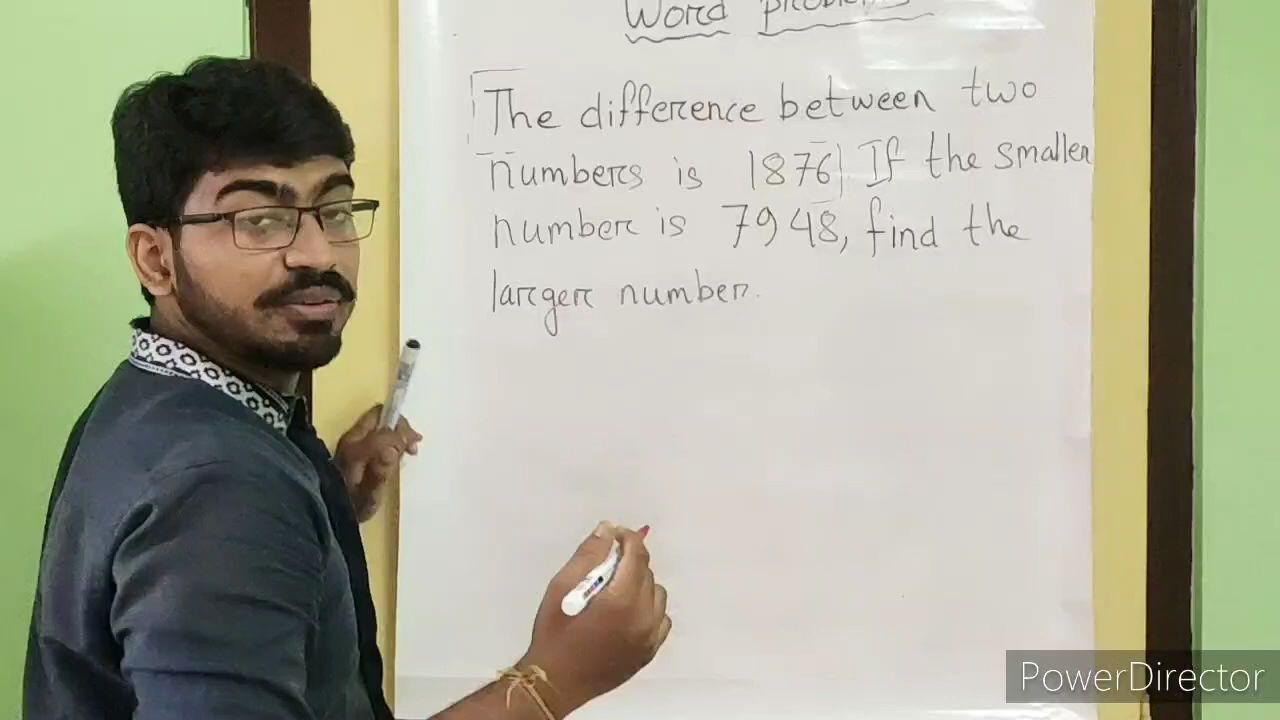 Word Problems
The difference between two
numbers is 1876| If the smaller
number is 7948, find the
larger number.
PowerDirector